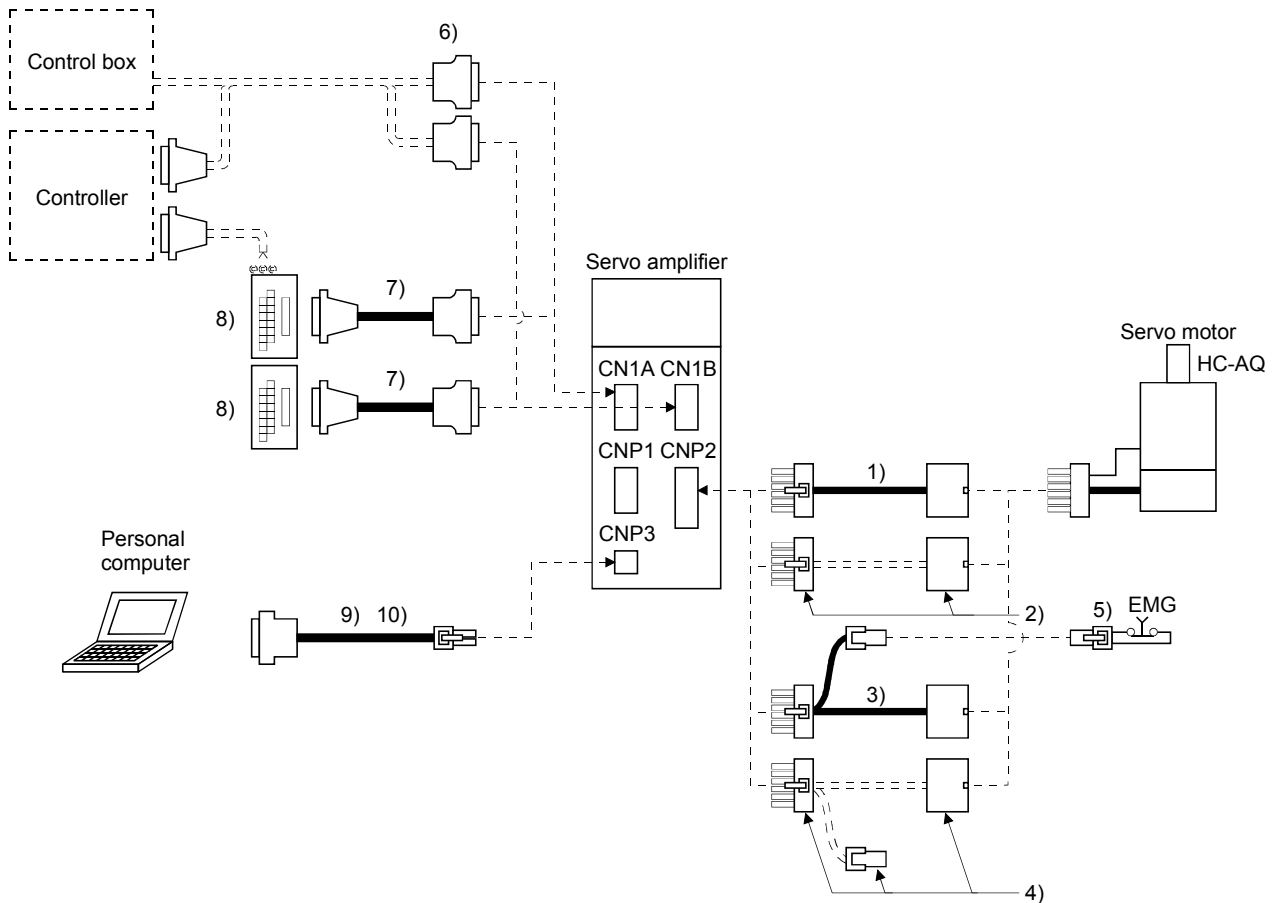 6)
Control box
Controller
Servo amplifier
7)
8)
Servo motor
HC-AQ
CN1A CN1B
7)
8)
CNP1 CNP2
1)
CNP3
Personal
computer
9) 10)
2)
5) EMG
3)
4)